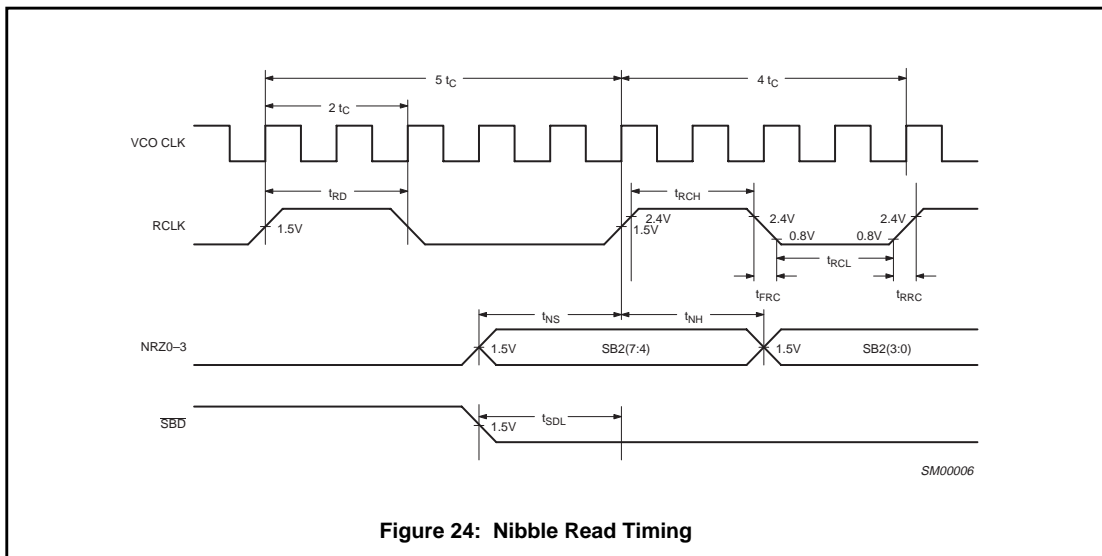 5 tC
4 tC
2 tC
VCO CLK
tRD
tRCH
RCLK
1.5V
2.4V
1.5V
2.4V
0.8V
0.8V
2.4V
tRCL
tFRC
tRRC
tNS
tNH
NRZ0–3
1.5V
SB2(7:4)
1.5V
SB2(3:0)
SBD
tSDL
1.5V
SM00006
Figure 24: Nibble Read Timing